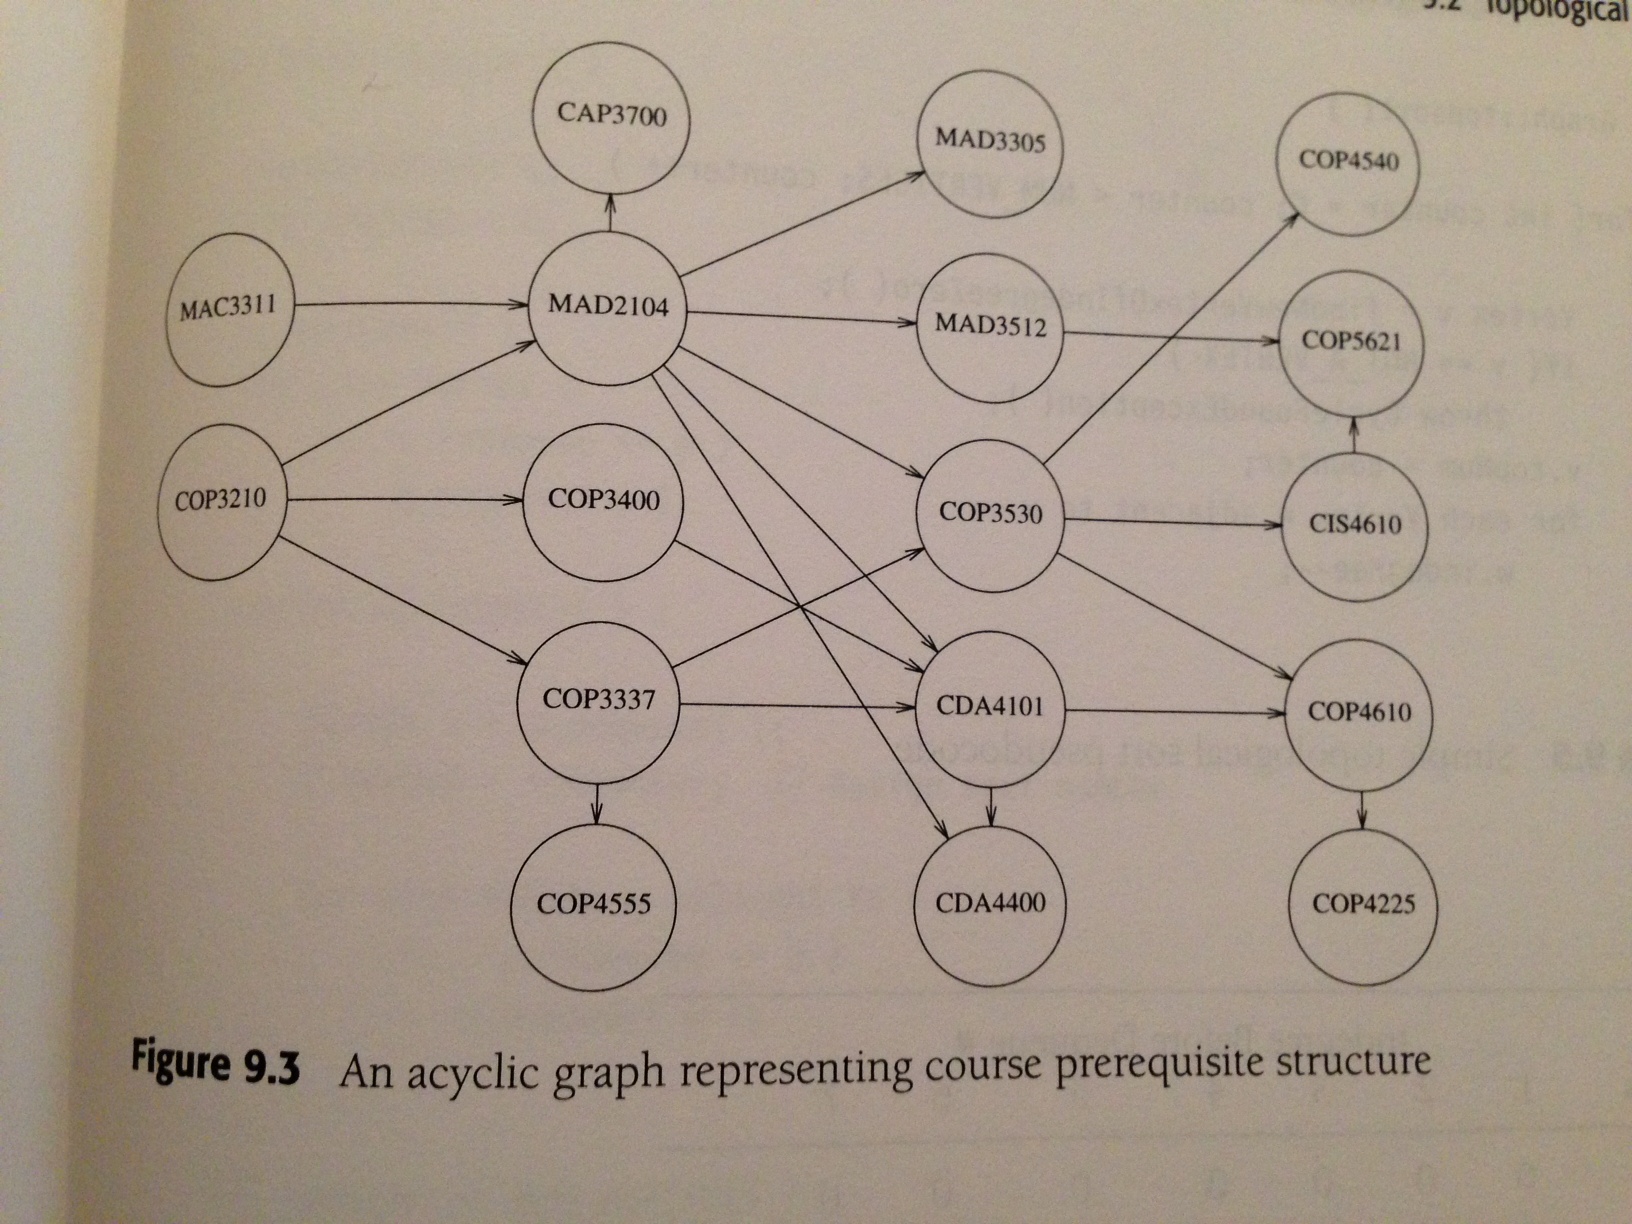 9.2 Topological
CAP3700
MAD3305
COP4540
MAC3311
MAD2104
MAD3512
COP5621
COP3210
COP3400
COP3530
CIS4610
COP3337
CDA4101
COP4610
COP4555
CDA4400
COP4225
Figure 9.3 An acyclic graph representing course prerequisite structure